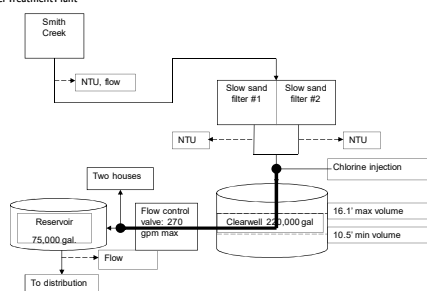 Smith
Creek
NTU, flow
Slow sand
filter #1
Slow sand
filter #2
NTU
NTU
Chlorine injection
Two houses
Flow control
valve: 270
gpm max
Clearwell 220,000 gal
16.1' max volume
10.5' min volume
Reservoir
75,000 gal.
Flow
To distribution